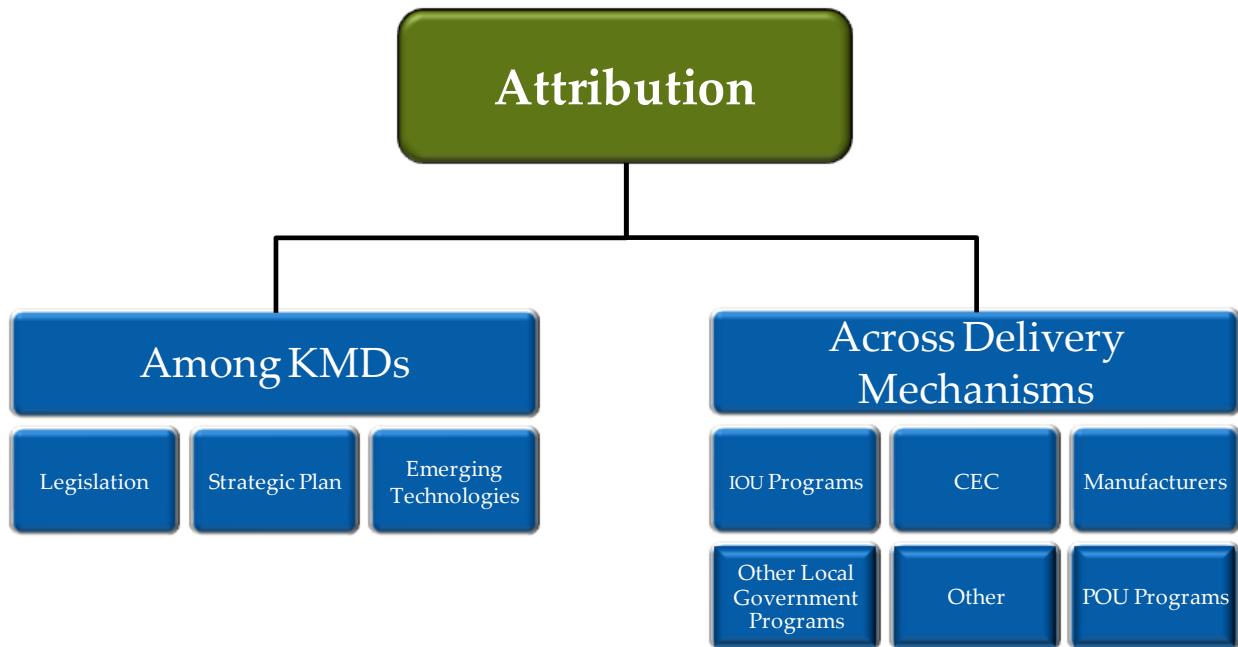 Attribution
Among KMDs
Legislation
Strategic Plan
Emerging
Technologies
Across Delivery
Mechanisms
IOU Programs
CEC
Manufacturers
Other Local
Government
Programs
Other
POU Programs